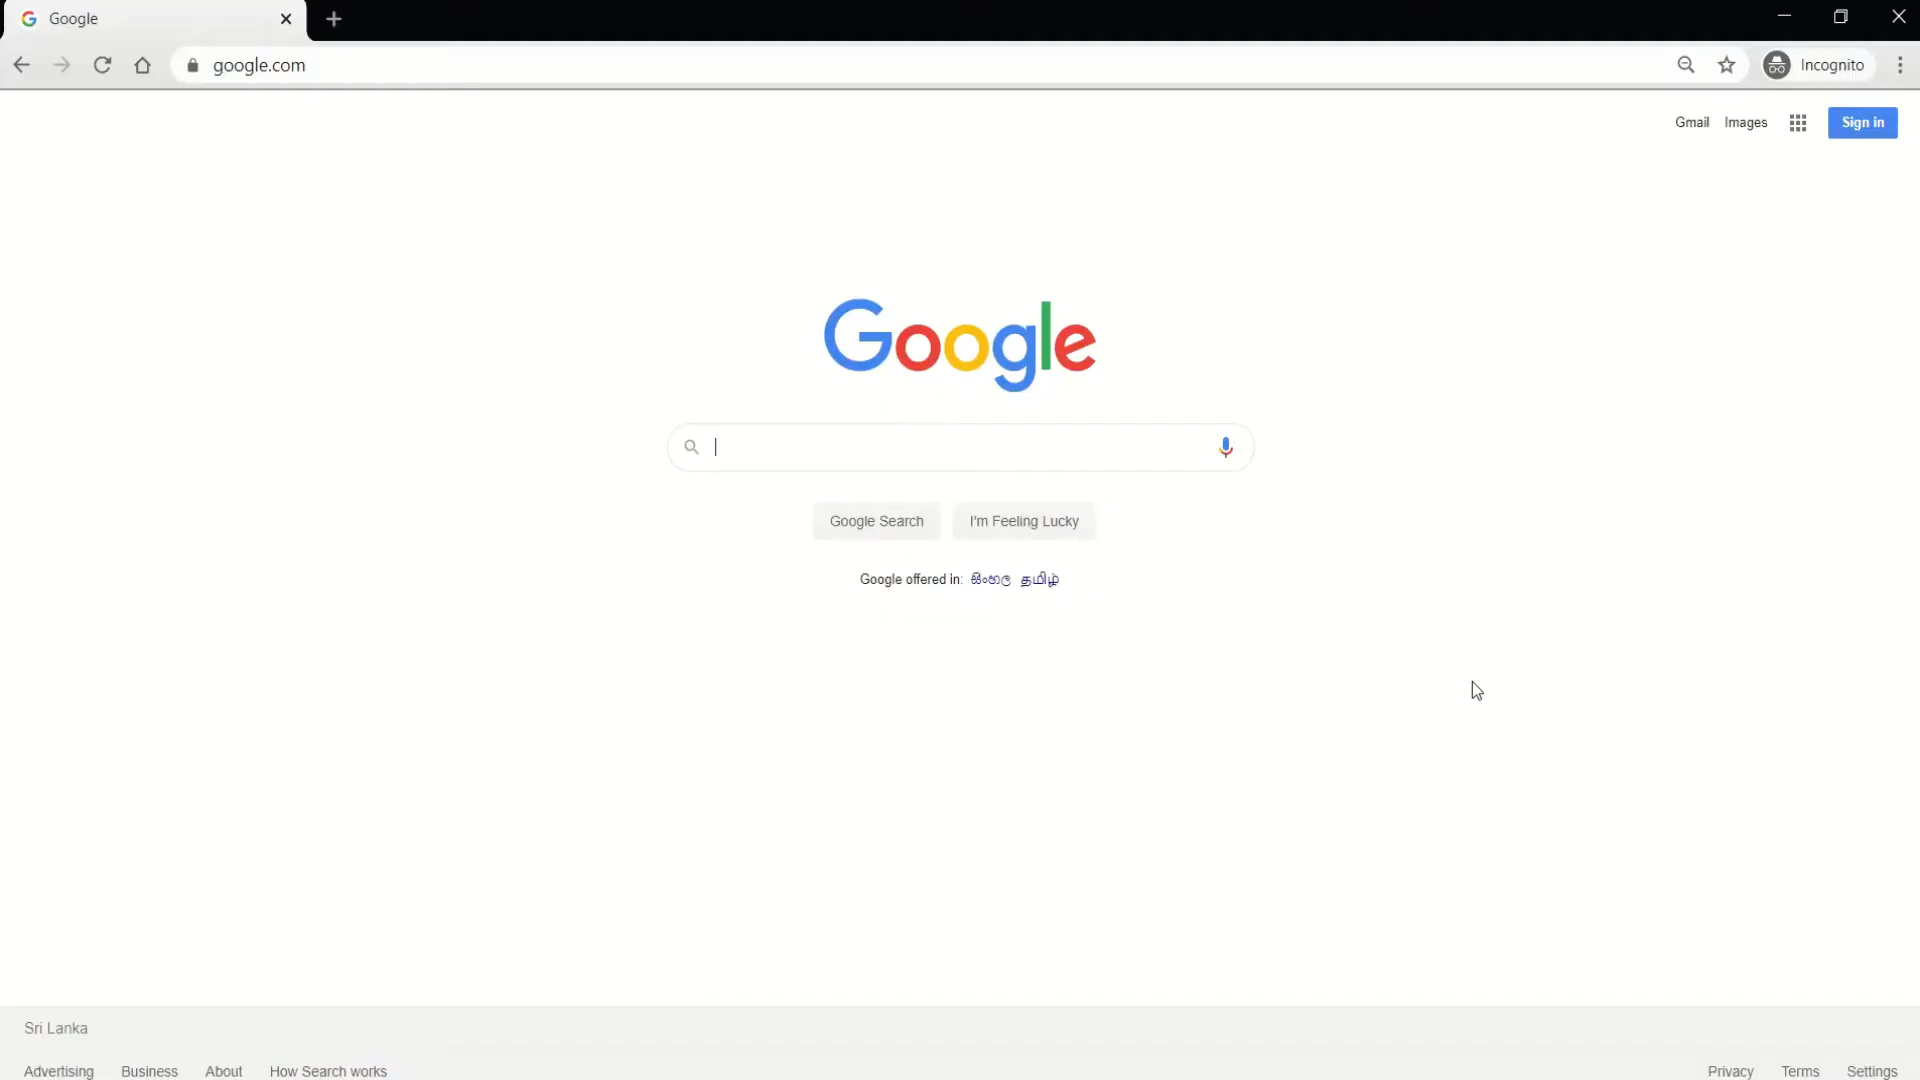 Google
google.com
Incognito
Gmail Images Sign in
Google
Google Search I'm Feeling Lucky
Google offered in: සිංහල தமிழ்
Sri Lanka
Advertising Business About How Search works Privacy Terms Settings